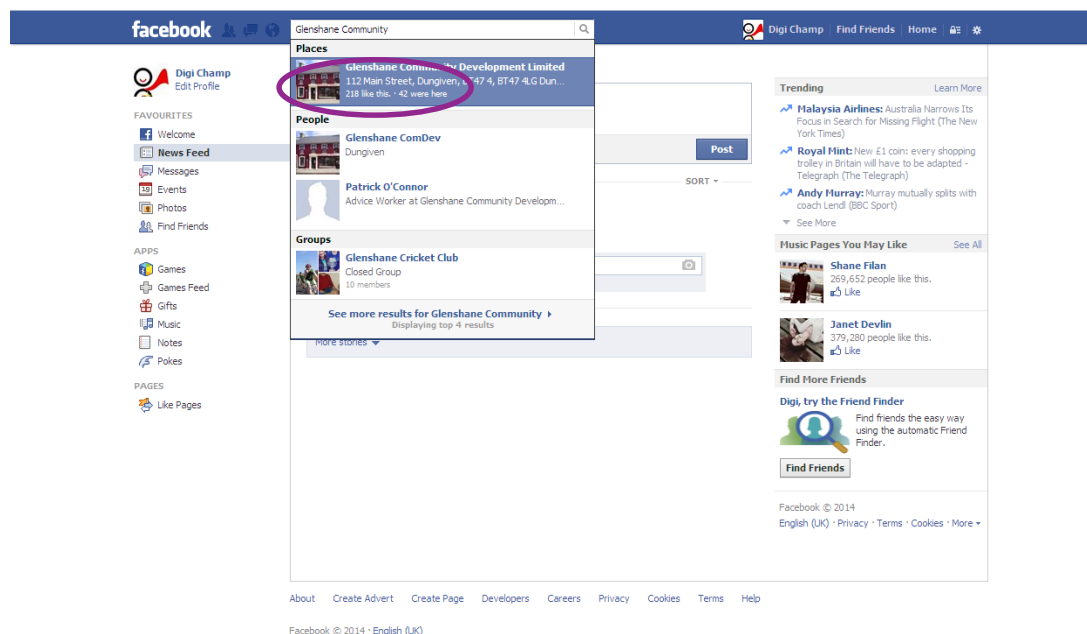 facebook
Glenshane Community
Digi Champ Find Friends Home
Digi Champ
Edit Profile
FAVOURITES
Welcome
News Feed
Messages
19 Events
Photos
Find Friends
APPS
Games
Games Feed
Gifts
Music
Notes
Pokes
PAGES
Like Pages
Places
Glenshane Community Development Limited
112 Main Street, Dungiven, BT47 4, BT47 4LG Dun...
218 like this. · 42 were here
People
Glenshane ComDev
Dungiven
Patrick O'Connor
Advice Worker at Glenshane Community Developm...
Groups
Glenshane Cricket Club
Closed Group
10 members
See more results for Glenshane Community
Displaying top 4 results
More stories
Post
SORT
Trending Learn More
Malaysia Airlines: Australia Narrows Its
Focus in Search for Missing Flight (The New
York Times)
Royal Mint: New £1 coin: every shopping
trolley in Britain will have to be adapted -
Telegraph (The Telegraph)
Andy Murray: Murray mutually splits with
coach Lendl (BBC Sport)
See More
Music Pages You May Like See All
Shane Filan
269,652 people like this.
Like
Janet Devlin
379,280 people like this.
Like
Find More Friends
Digi, try the Friend Finder
Find friends the easy way
using the automatic Friend
Finder.
Find Friends
Facebook © 2014
English (UK) · Privacy · Terms · Cookies · More
About Create Advert Create Page Developers Careers Privacy Cookies Terms Help
Facebook © 2014 · English (UK)